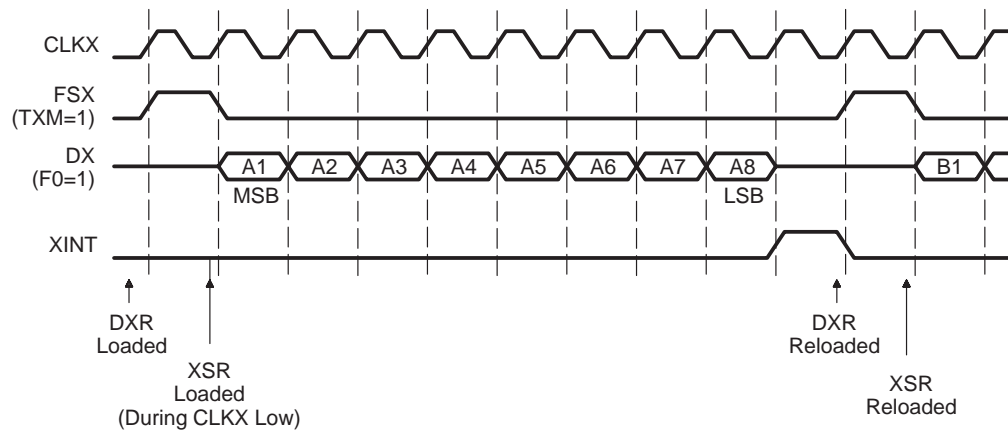 CLKX
FSX
(TXM=1)
DX
(F0=1)
A1
A2
A3
A4
A5
A6
A7
A8
B1
MSB
LSB
XINT
DXR
Loaded
XSR
Loaded
(During CLKX Low)
DXR
Reloaded
XSR
Reloaded